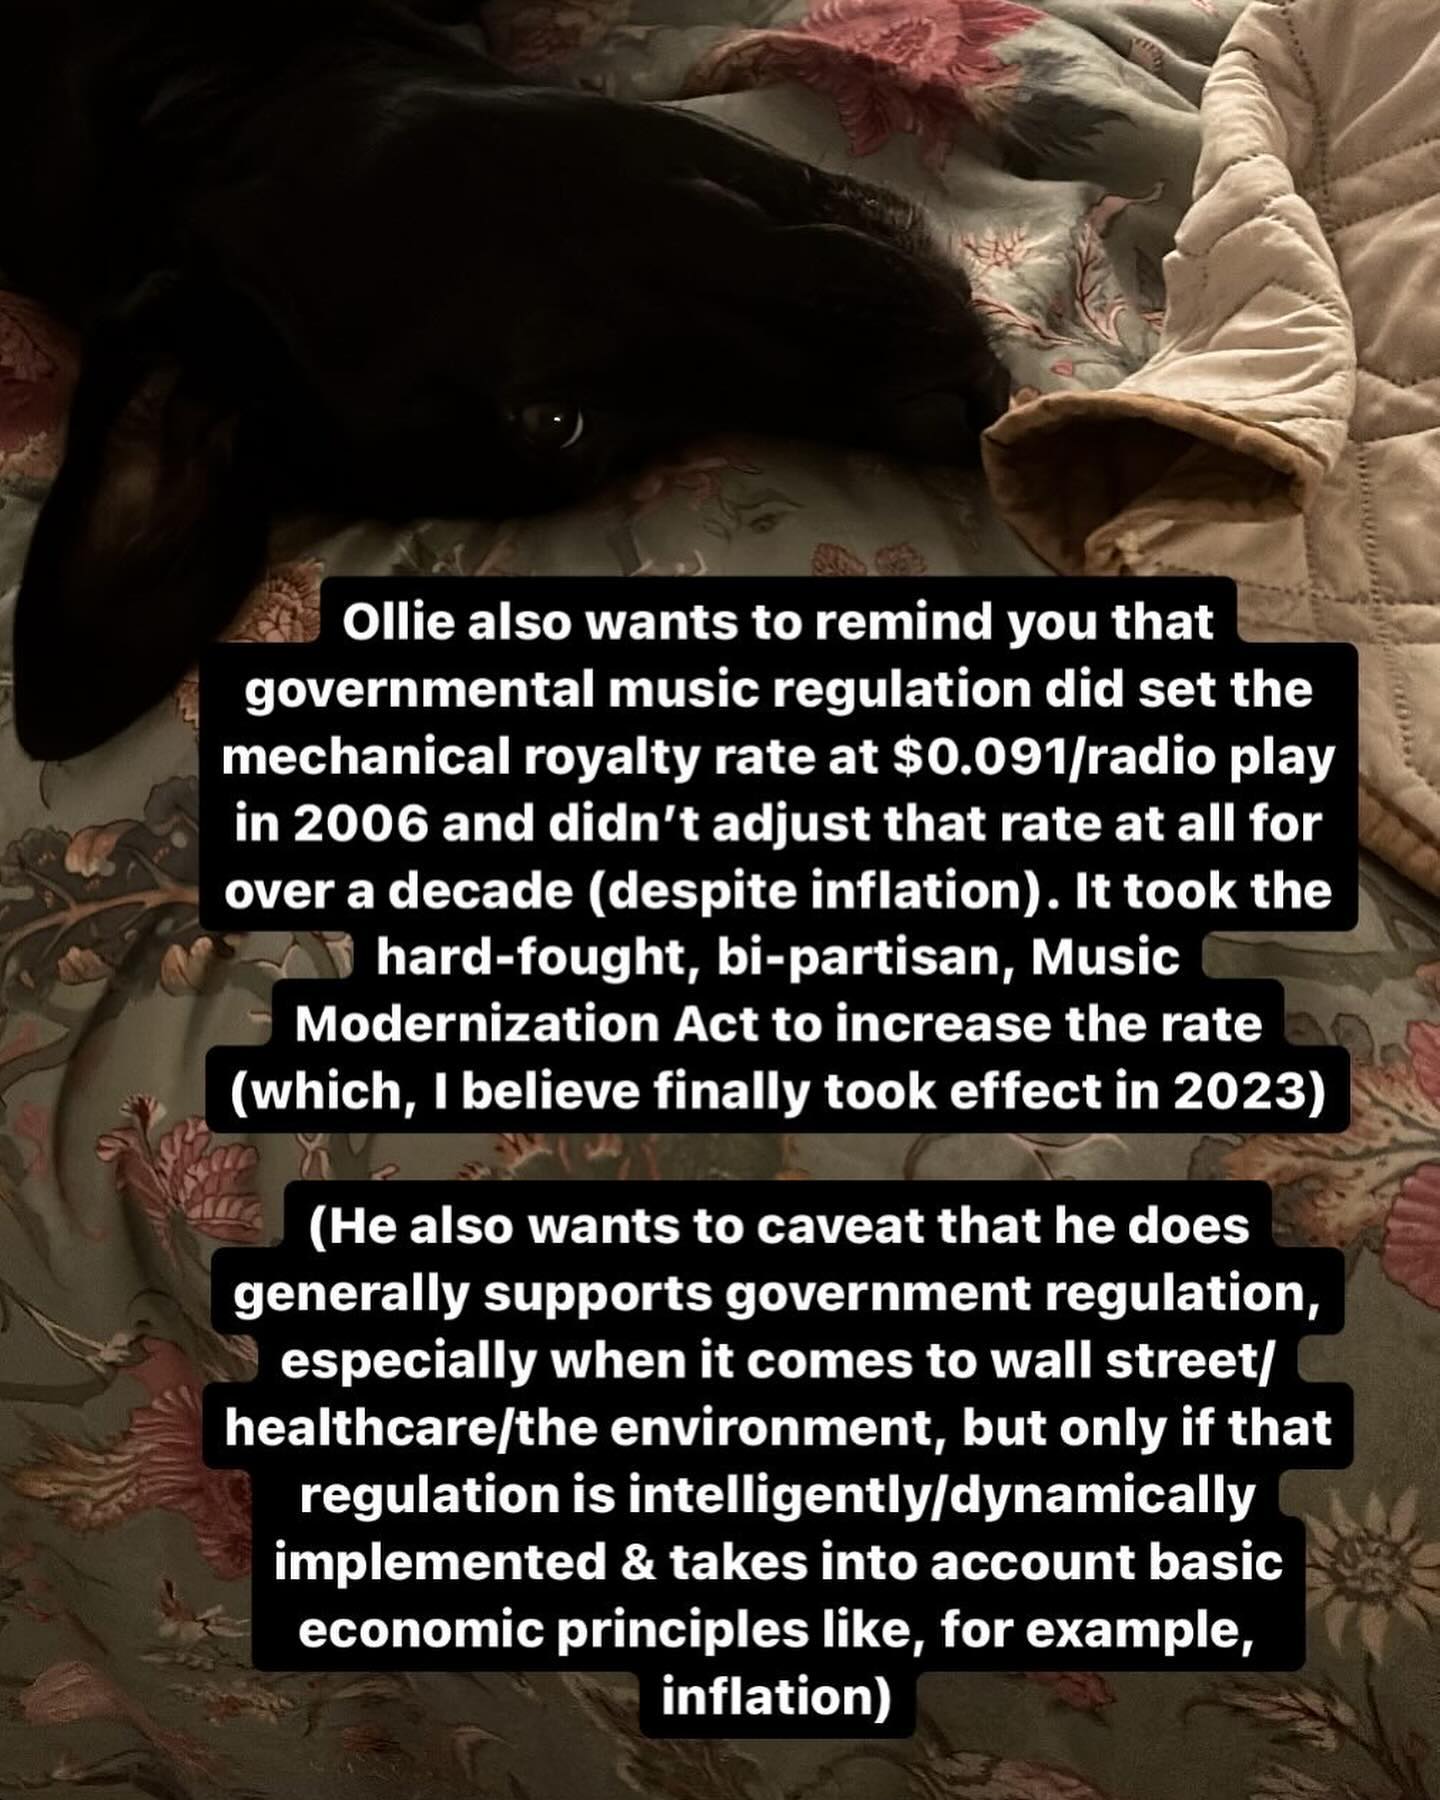 Ollie also wants to remind you that
governmental music regulation did set the
mechanical royalty rate at $0.091/radio play
in 2006 and didn’t adjust that rate at all for
over a decade (despite inflation). It took the
hard-fought, bi-partisan, Music
Modernization Act to increase the rate
(which, I believe finally took effect in 2023)
(He also wants to caveat that he does
generally supports government regulation,
especially when it comes to wall street/
healthcare/the environment, but only if that
regulation is intelligently/dynamically
implemented & takes into account basic
economic principles like, for example,
inflation)